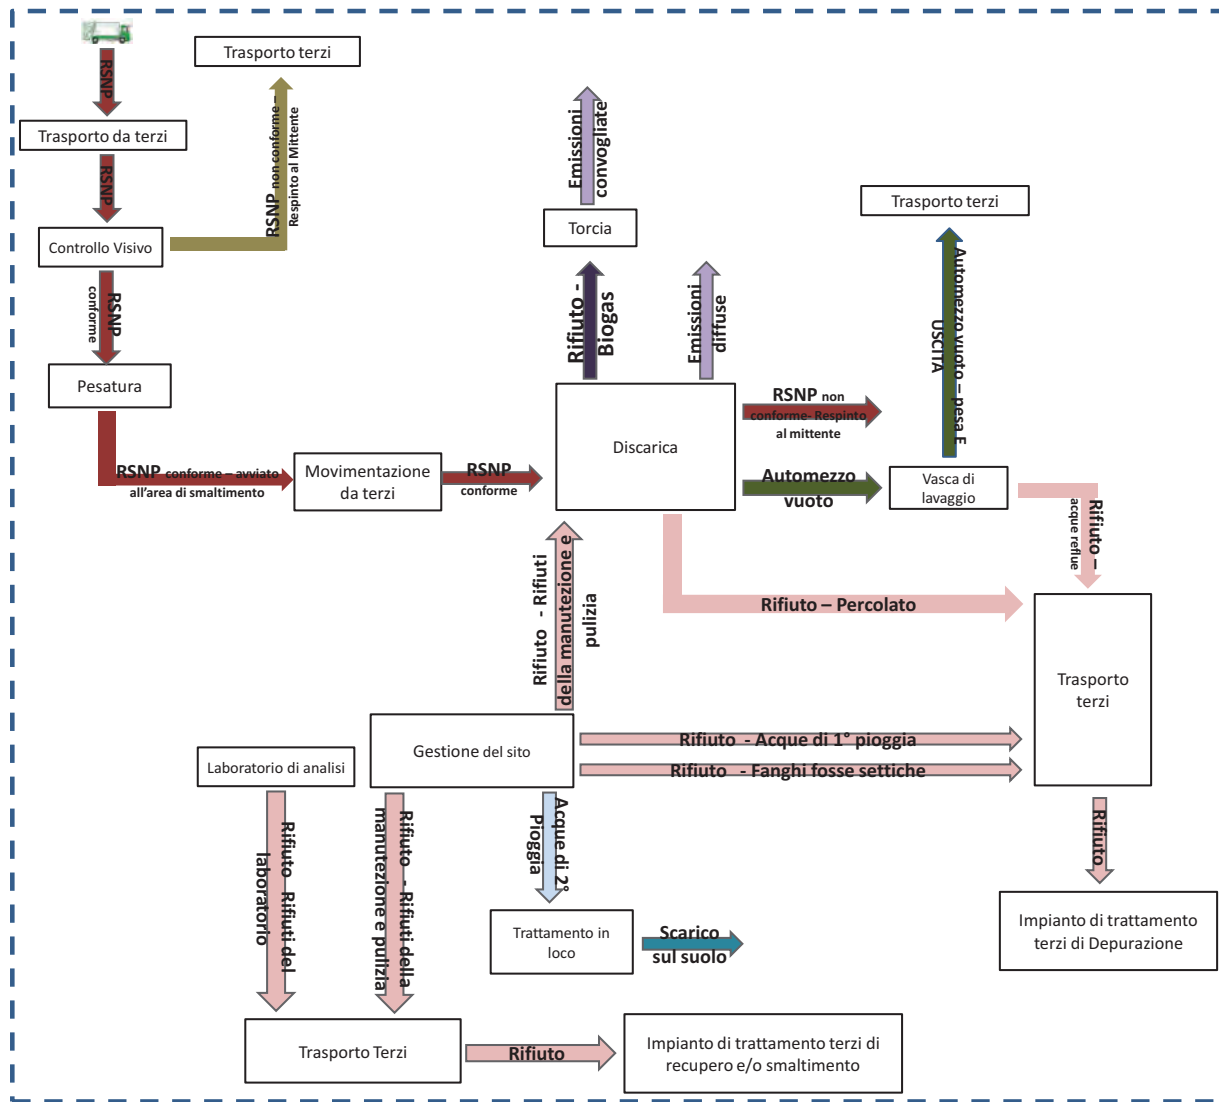 RSNP
Trasporto terzi
Trasporto da terzi
RSNP
RSNP non conforme –
Respinto al Mittente
Controllo Visivo
RSNP
conforme
Pesatura
RSNP conforme – avviato
all'area di smaltimento
Movimentazione
da terzi
RSNP
conforme
Emissioni
convogliate
Torcia
Rifiuto -
Biogas
Emissioni
diffuse
Discarica
RSNP non
conforme- Respinto
al mittente
Automezzo
vuoto
Trasporto terzi
Automezzo vuoto – pesa E
USCITA
Vasca di
lavaggio
Rifiuto –
acque reflue
Rifiuto – Percolato
Rifiuto - Rifiuti
della manutezione e
pulizia
Trasporto
terzi
Gestione del sito
Rifiuto - Acque di 1° pioggia
Rifiuto - Fanghi fosse settiche
Laboratorio di analisi
Rifiuto Rifiuti del
laboratorio
Rifiuto - Rifiuti della
manutezione e pulizia
Acque di 2°
Pioggia
Rifiuto
Trattamento in
loco
Scarico
sul suolo
Impianto di trattamento
terzi di Depurazione
Trasporto Terzi
Rifiuto
Impianto di trattamento terzi di
recupero e/o smaltimento